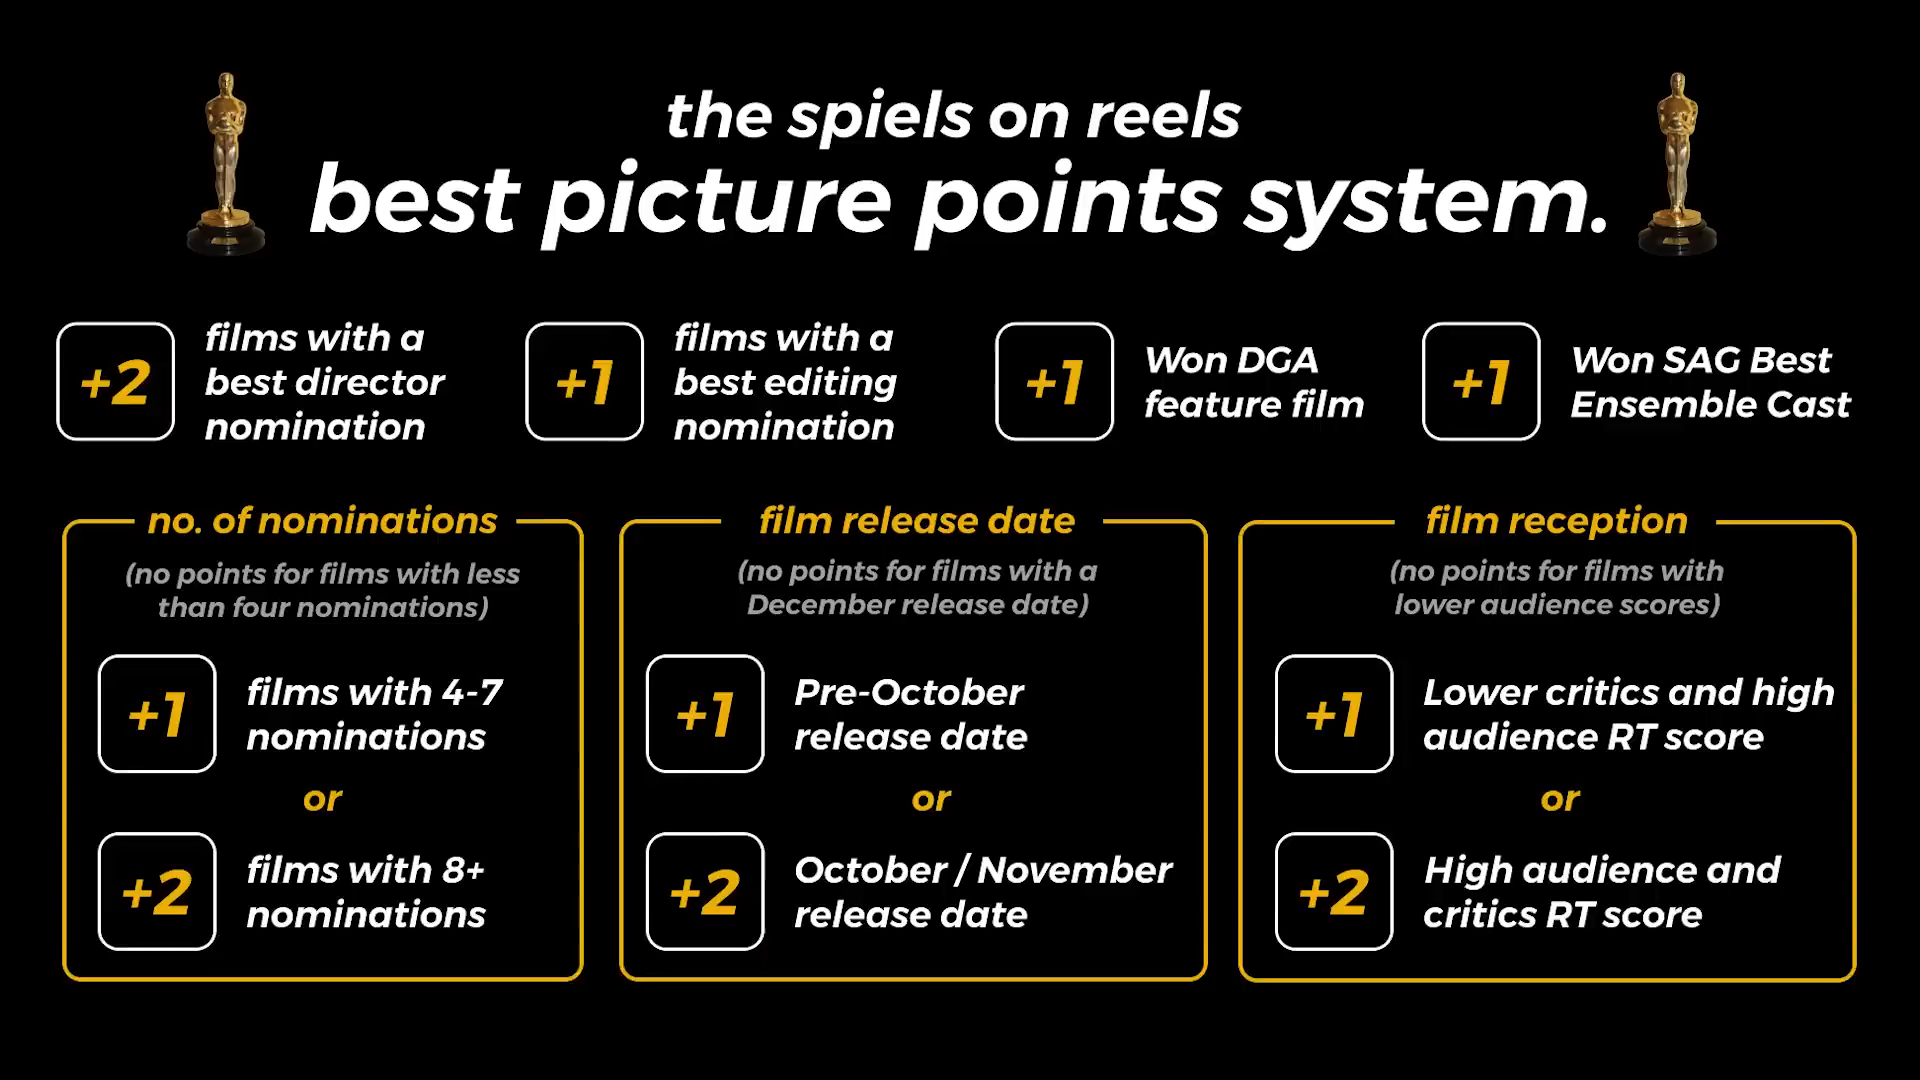 the spiels on reels
best picture points system.
+2
films with a
best director
nomination
+1
films with a
best editing
nomination
+1
Won DGA
feature film
+1
Won SAG Best
Ensemble Cast
no. of nominations
(no points for films with less
than four nominations)
+1
films with 4-7
nominations
or
+2
films with 8+
nominations
film release date
(no points for films with a
December release date)
+1
Pre-October
release date
or
+2
October / November
release date
film reception
(no points for films with
lower audience scores)
+1
Lower critics and high
audience RT score
or
+2
High audience and
critics RT score